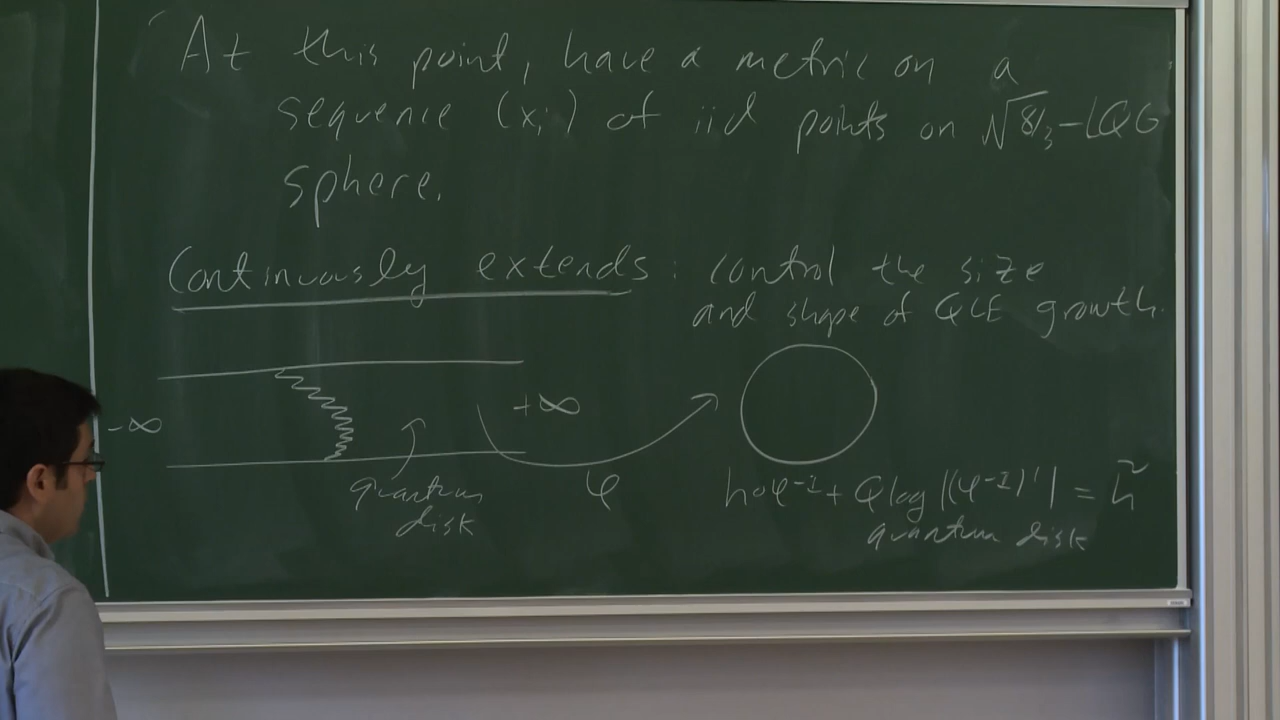 At this point, have a metric on a
sequence (xᵢ) of iid points on √8/3-LQG
sphere.
Continuously extends: control the size
and shape of QLE growth.
-∞
+∞
quantum
disk
φ
h∘φ⁻¹ + Q log |(φ⁻¹)'| = h̃
quantum disk